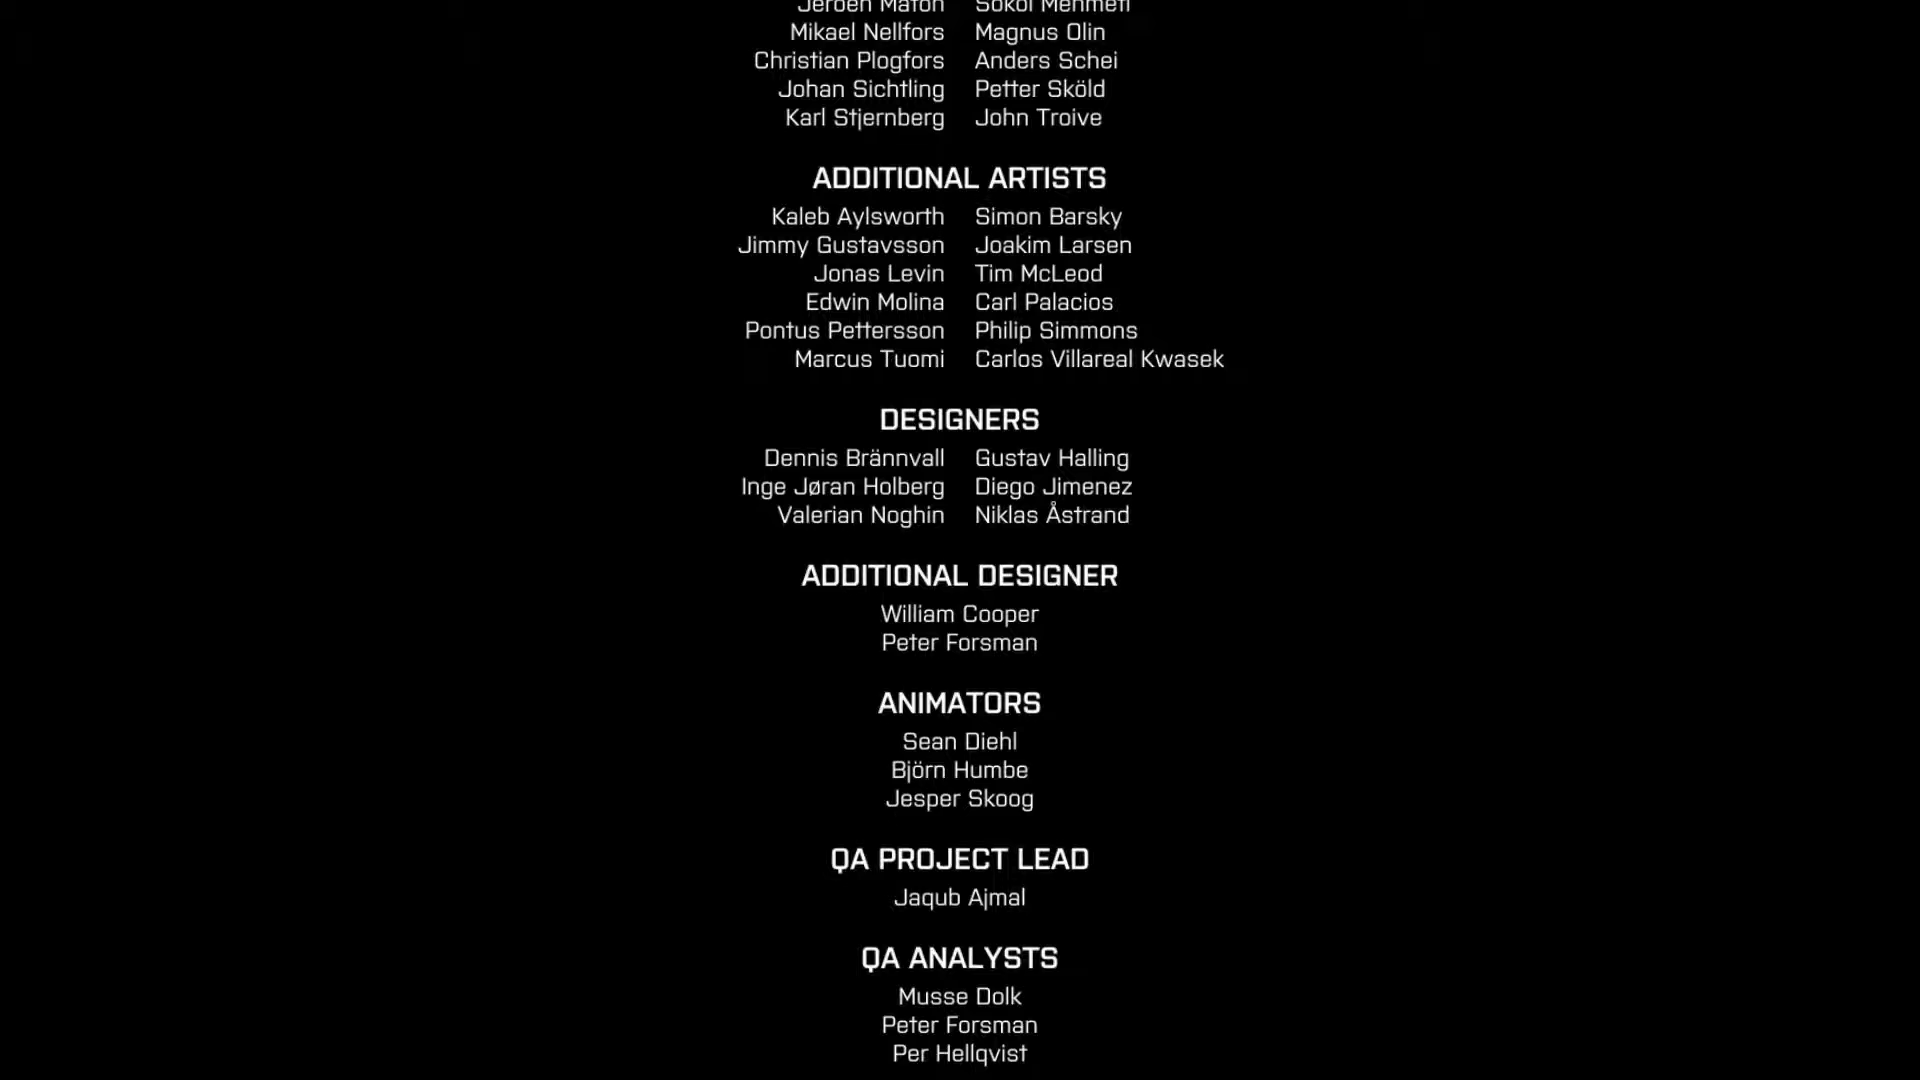 Jeroen Maton Sokol Mehmeti
Mikael Nellfors Magnus Olin
Christian Plogfors Anders Schei
Johan Sichtling Petter Sköld
Karl Stjernberg John Troive
ADDITIONAL ARTISTS
Kaleb Aylsworth Simon Barsky
Jimmy Gustavsson Joakim Larsen
Jonas Levin Tim McLeod
Edwin Molina Carl Palacios
Pontus Pettersson Philip Simmons
Marcus Tuomi Carlos Villareal Kwasek
DESIGNERS
Dennis Brännvall Gustav Halling
Inge Jøran Holberg Diego Jimenez
Valerian Noghin Niklas Åstrand
ADDITIONAL DESIGNER
William Cooper
Peter Forsman
ANIMATORS
Sean Diehl
Björn Humbe
Jesper Skoog
QA PROJECT LEAD
Jaqub Ajmal
QA ANALYSTS
Musse Dolk
Peter Forsman
Per Hellqvist